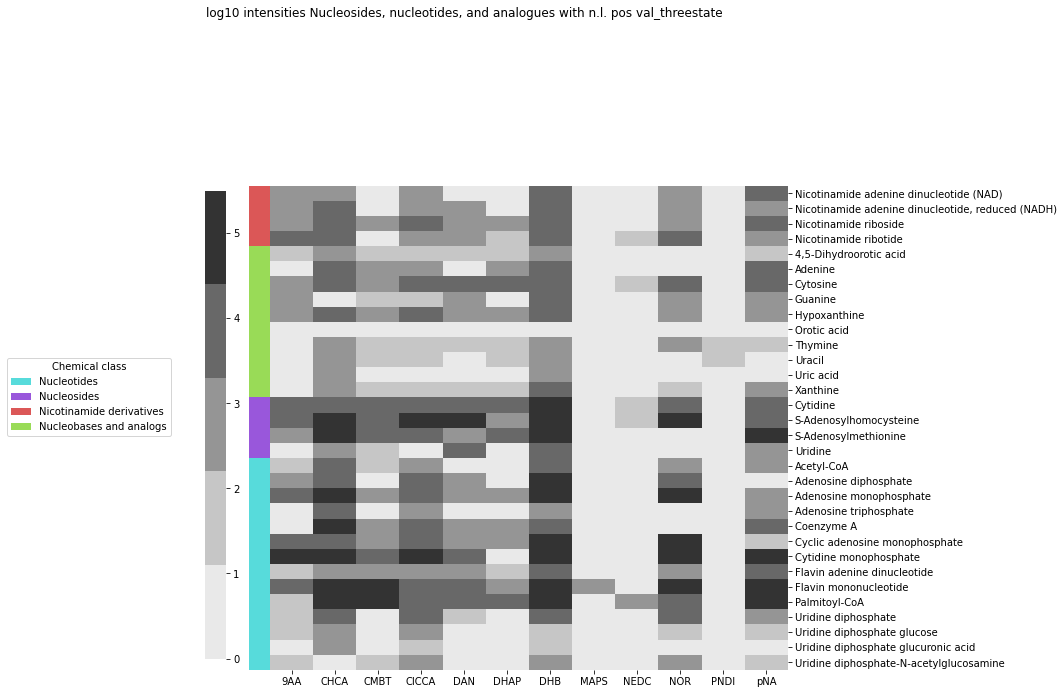 log10 intensities Nucleosides, nucleotides, and analogues with n.l. pos val_threestate
5
4
3
2
1
0
Chemical class
Nucleotides
Nucleosides
Nicotinamide derivatives
Nucleobases and analogs
Nicotinamide adenine dinucleotide (NAD)
Nicotinamide adenine dinucleotide, reduced (NADH)
Nicotinamide riboside
Nicotinamide ribotide
4,5-Dihydroorotic acid
Adenine
Cytosine
Guanine
Hypoxanthine
Orotic acid
Thymine
Uracil
Uric acid
Xanthine
Cytidine
S-Adenosylhomocysteine
S-Adenosylmethionine
Uridine
Acetyl-CoA
Adenosine diphosphate
Adenosine monophosphate
Adenosine triphosphate
Coenzyme A
Cyclic adenosine monophosphate
Cytidine monophosphate
Flavin adenine dinucleotide
Flavin mononucleotide
Palmitoyl-CoA
Uridine diphosphate
Uridine diphosphate glucose
Uridine diphosphate glucuronic acid
Uridine diphosphate-N-acetylglucosamine
9AA CHCA CMBT ClCCA DAN DHAP DHB MAPS NEDC NOR PNDI pNA